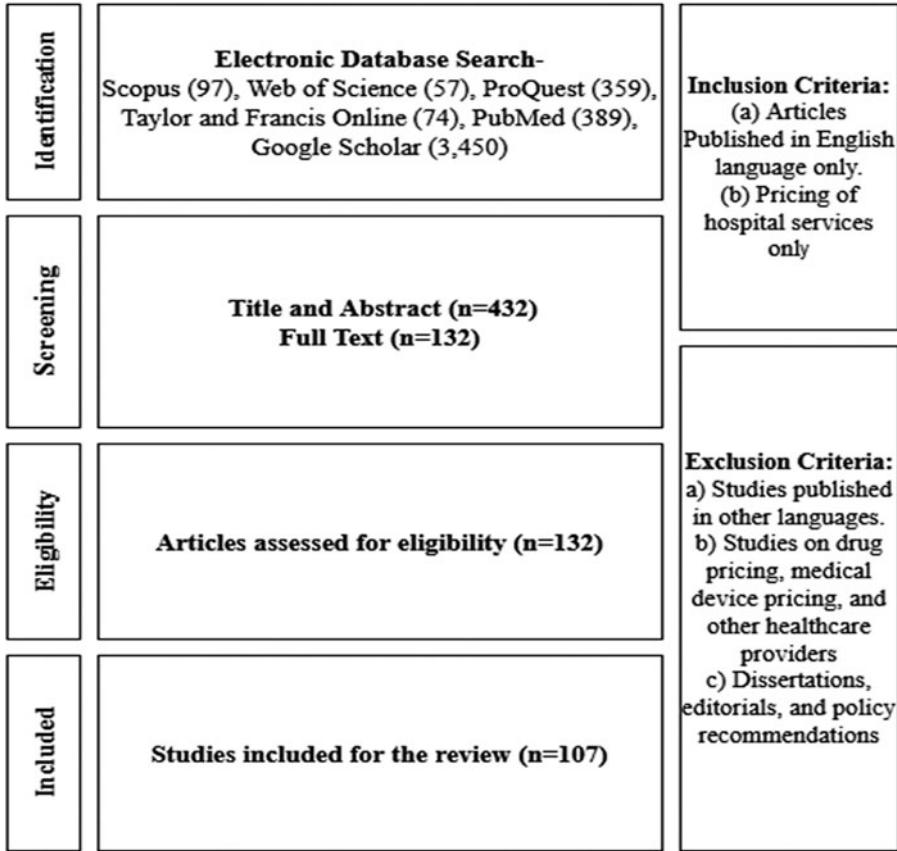 Identification
Electronic Database Search-
Scopus (97), Web of Science (57), ProQuest (359),
Taylor and Francis Online (74), PubMed (389),
Google Scholar (3,450)
Screening
Title and Abstract (n=432)
Full Text (n=132)
Eligibility
Articles assessed for eligibility (n=132)
Included
Studies included for the review (n=107)
Inclusion Criteria:
(a) Articles
Published in English
language only.
(b) Pricing of
hospital services
only
Exclusion Criteria:
a) Studies published
in other languages.
b) Studies on drug
pricing, medical
device pricing, and
other healthcare
providers
c) Dissertations,
editorials, and policy
recommendations